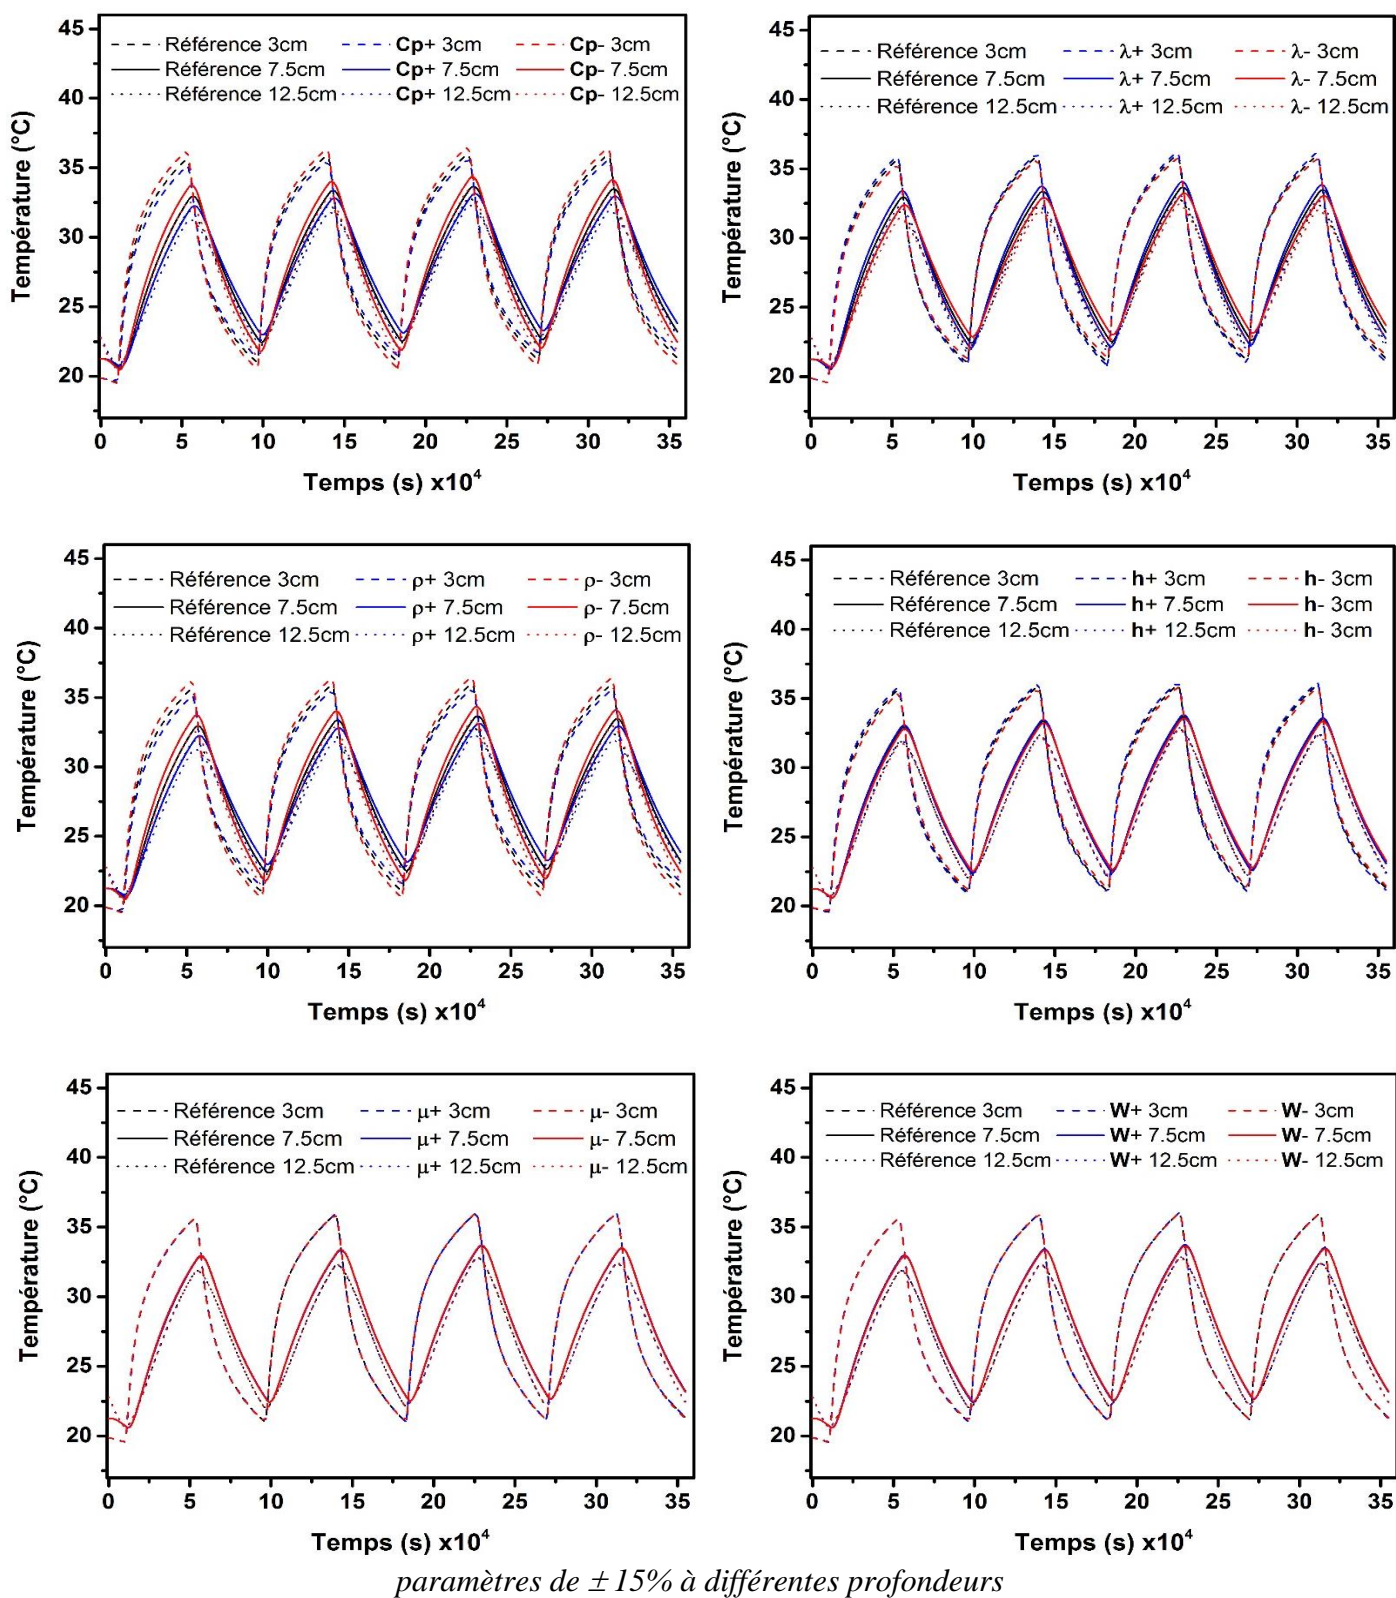 Référence 3cm Cp+ 3cm Cp- 3cm
Référence 7.5cm Cp+ 7.5cm Cp- 7.5cm
Référence 12.5cm Cp+ 12.5cm Cp- 12.5cm
45
40
35
30
25
20
Température (°C)
0 5 10 15 20 25 30 35
Temps (s) x10⁴
Référence 3cm λ+ 3cm λ- 3cm
Référence 7.5cm λ+ 7.5cm λ- 7.5cm
Référence 12.5cm λ+ 12.5cm λ- 12.5cm
45
40
35
30
25
20
Température (°C)
0 5 10 15 20 25 30 35
Temps (s) x10⁴
Référence 3cm ρ+ 3cm ρ- 3cm
Référence 7.5cm ρ+ 7.5cm ρ- 7.5cm
Référence 12.5cm ρ+ 12.5cm ρ- 12.5cm
45
40
35
30
25
20
Température (°C)
0 5 10 15 20 25 30 35
Temps (s) x10⁴
Référence 3cm h+ 3cm h- 3cm
Référence 7.5cm h+ 7.5cm h- 3cm
Référence 12.5cm h+ 12.5cm h- 3cm
45
40
35
30
25
20
Température (°C)
0 5 10 15 20 25 30 35
Temps (s) x10⁴
Référence 3cm μ+ 3cm μ- 3cm
Référence 7.5cm μ+ 7.5cm μ- 7.5cm
Référence 12.5cm μ+ 12.5cm μ- 12.5cm
45
40
35
30
25
20
Température (°C)
0 5 10 15 20 25 30 35
Temps (s) x10⁴
Référence 3cm W+ 3cm W- 3cm
Référence 7.5cm W+ 7.5cm W- 7.5cm
Référence 12.5cm W+ 12.5cm W- 12.5cm
45
40
35
30
25
20
Température (°C)
0 5 10 15 20 25 30 35
Temps (s) x10⁴
paramètres de ± 15% à différentes profondeurs